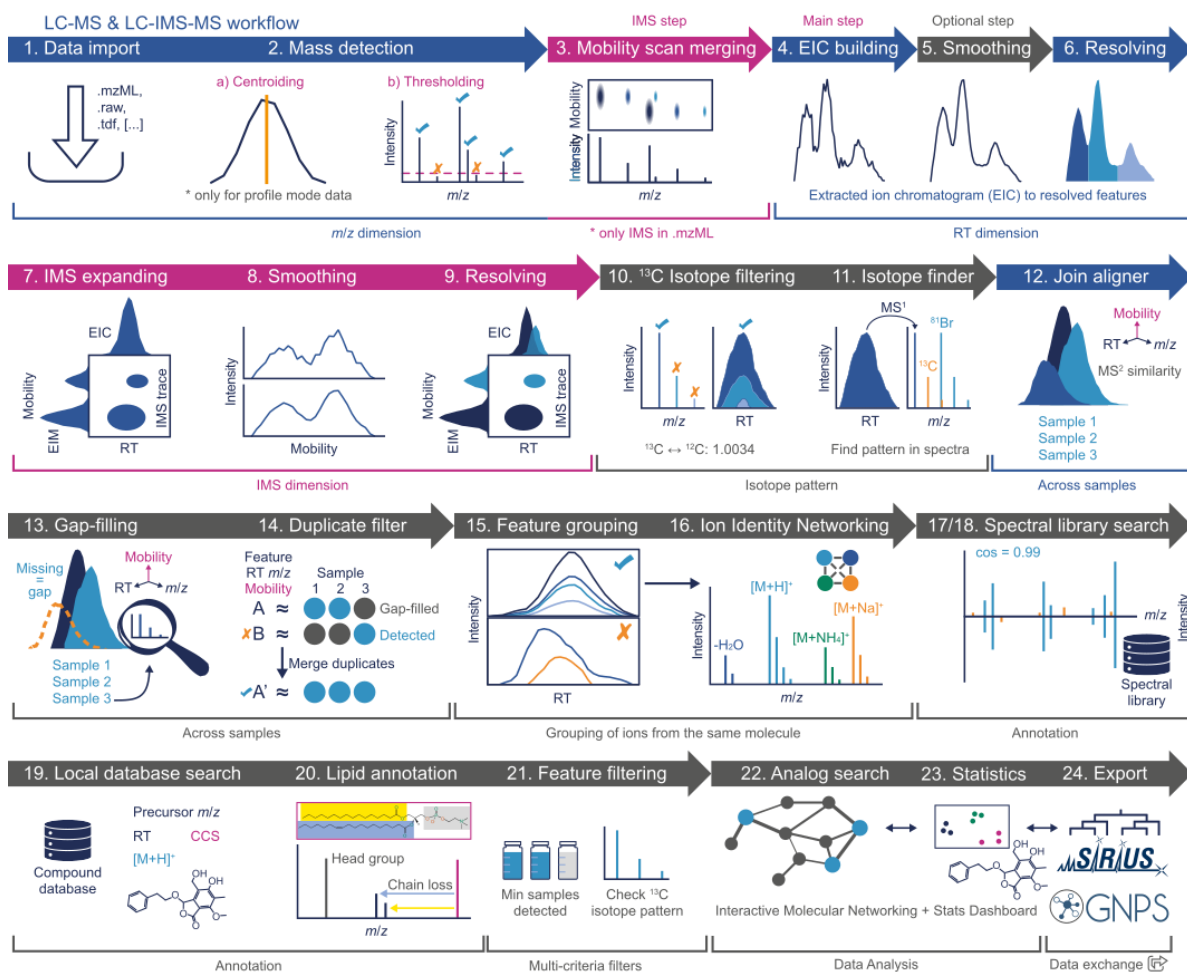 LC-MS & LC-IMS-MS workflow
IMS step
Main step
Optional step
1. Data import
2. Mass detection
3. Mobility scan merging
4. EIC building
5. Smoothing
6. Resolving
.mzML,
.raw,
.tdf, [...]
a) Centroiding
* only for profile mode data
b) Thresholding
Intensity
m/z
Mobility
Intensity
m/z
Extracted ion chromatogram (EIC) to resolved features
m/z dimension
* only IMS in .mzML
RT dimension
7. IMS expanding
8. Smoothing
9. Resolving
10. ¹³C Isotope filtering
11. Isotope finder
12. Join aligner
EIC
Mobility
EIM
IMS trace
RT
Intensity
Mobility
EIC
Mobility
EIM
IMS trace
RT
Intensity
m/z
RT
¹³C ↔ ¹²C: 1.0034
MS¹
Intensity
RT
⁸¹Br
¹³C
m/z
Find pattern in spectra
Mobility
RT
m/z
MS² similarity
Sample 1
Sample 2
Sample 3
IMS dimension
Isotope pattern
Across samples
13. Gap-filling
14. Duplicate filter
15. Feature grouping
16. Ion Identity Networking
17/18. Spectral library search
Missing
=
gap
Mobility
RT
m/z
Sample 1
Sample 2
Sample 3
Feature
RT m/z
Mobility
Sample
1 2 3
A ≈
Gap-filled
✗B ≈
Detected
Merge duplicates
✓A' ≈
Intensity
RT
-H₂O
[M+H]⁺
[M+NH₄]⁺
[M+Na]⁺
Intensity
m/z
cos = 0.99
m/z
Intensity
Intensity
Spectral
library
Across samples
Grouping of ions from the same molecule
Annotation
19. Local database search
20. Lipid annotation
21. Feature filtering
22. Analog search
23. Statistics
24. Export
Compound
database
Precursor m/z
RT CCS
[M+H]⁺
OH
OH
O
O
O
O
Head group
Chain loss
m/z
Min samples
detected
Check ¹³C
isotope pattern
OH
OH
O
O
O
O
Interactive Molecular Networking + Stats Dashboard
SIRIUS
GNPS
Annotation
Multi-criteria filters
Data Analysis
Data exchange